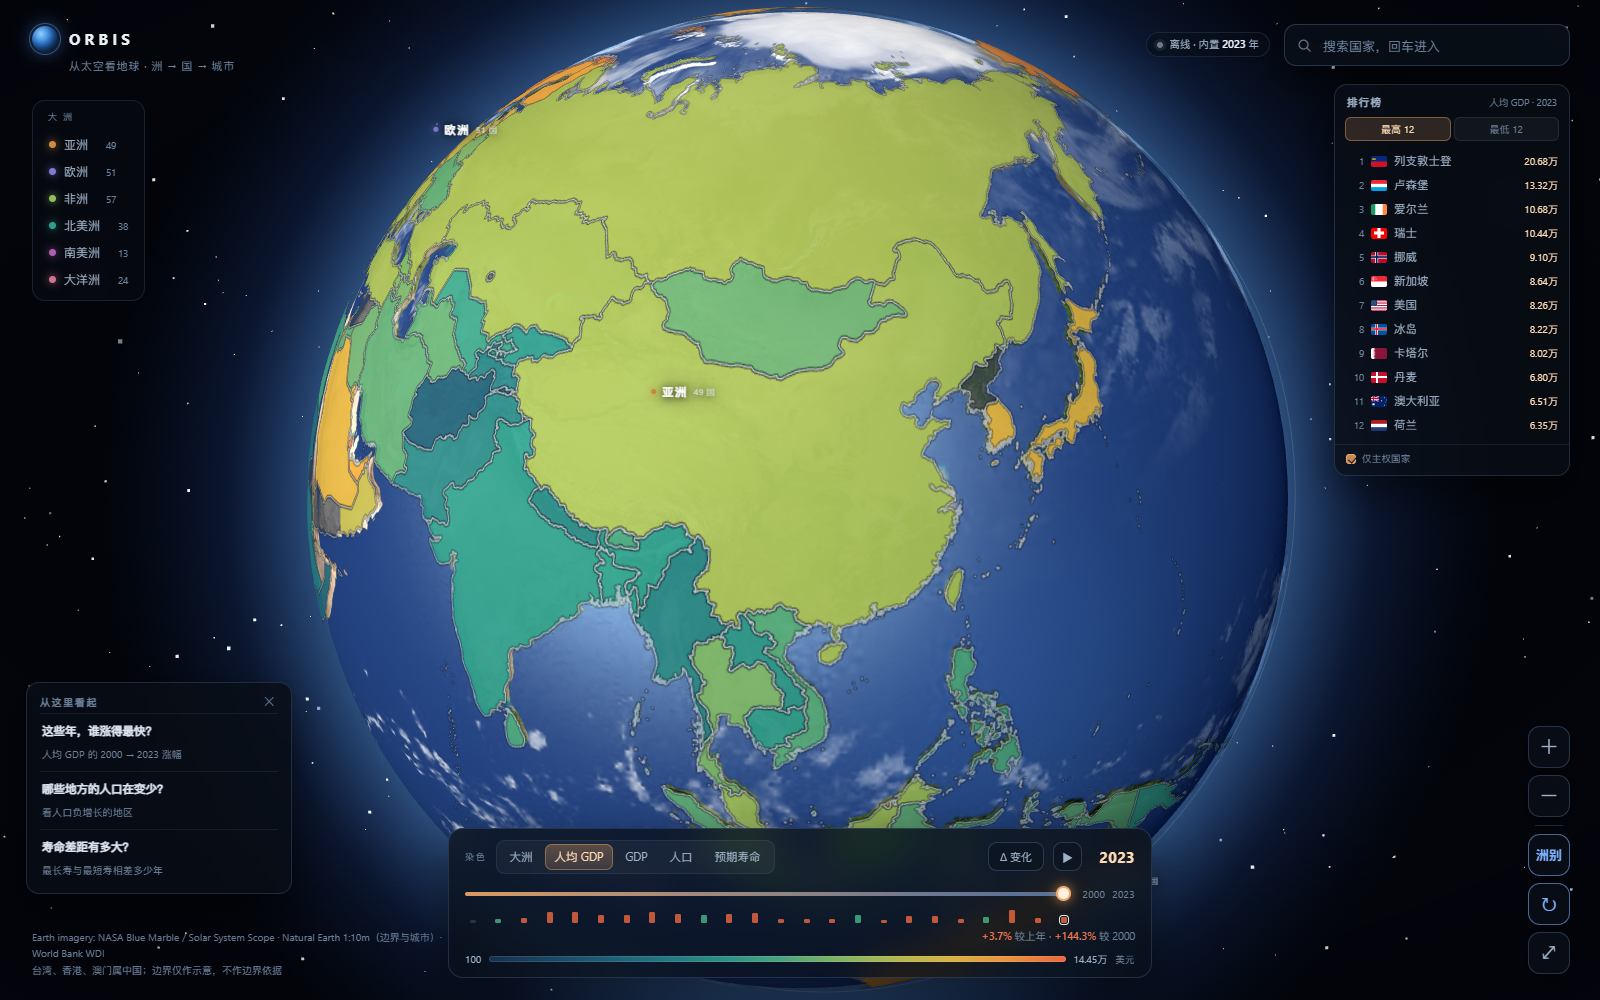 ORBIS
从太空看地球 · 洲 → 国 → 城市
离线 · 内置 2023 年
搜索国家，回车进入
大 洲
亚洲 49
欧洲 51
非洲 57
北美洲 38
南美洲 13
大洋洲 24
欧洲 51 国
亚洲 49 国
排行榜 人均 GDP · 2023
最高 12 最低 12
1 列支敦士登 20.68万
2 卢森堡 13.32万
3 爱尔兰 10.68万
4 瑞士 10.44万
5 挪威 9.10万
6 新加坡 8.64万
7 美国 8.26万
8 冰岛 8.22万
9 卡塔尔 8.02万
10 丹麦 6.80万
11 澳大利亚 6.51万
12 荷兰 6.35万
仅主权国家
从这里看起
这些年，谁涨得最快？
人均 GDP 的 2000 → 2023 涨幅
哪些地方的人口在变少？
看人口负增长的地区
寿命差距有多大？
最长寿与最短寿相差多少年
染色 大洲 人均 GDP GDP 人口 预期寿命 Δ 变化 2023
2000 2023
+3.7% 较上年 · +144.3% 较 2000
100 14.45万 美元
洲别
国
Earth imagery: NASA Blue Marble / Solar System Scope · Natural Earth 1:10m（边界与城市）·
World Bank WDI
台湾、香港、澳门属中国；边界仅作示意，不作边界依据